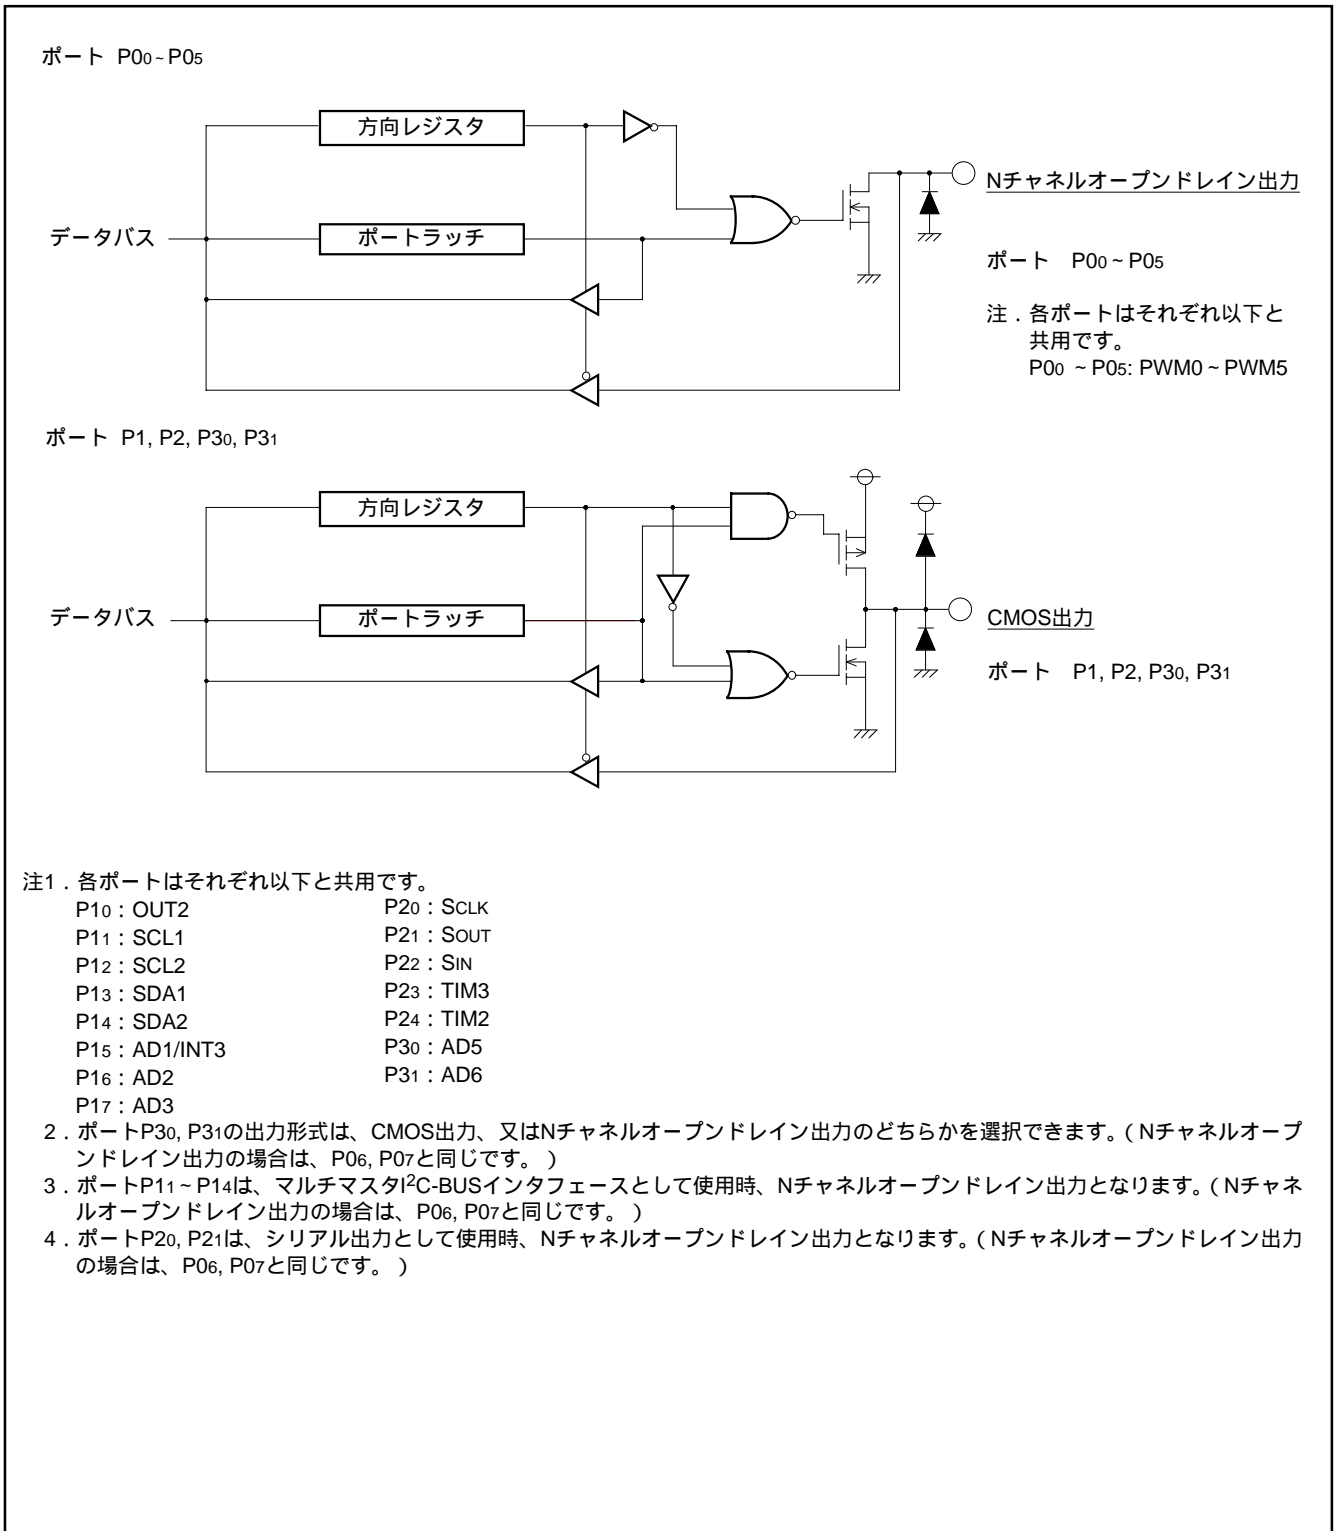 ポート P00~P05
方向レジスタ
データバス
ポートラッチ
Nチャネルオープンドレイン出力
ポート P00~P05
注．各ポートはそれぞれ以下と
共用です。
P00 ~P05: PWM0~PWM5
ポート P1, P2, P30, P31
方向レジスタ
データバス
ポートラッチ
CMOS出力
ポート P1, P2, P30, P31
注1．各ポートはそれぞれ以下と共用です。
P10：OUT2
P11：SCL1
P12：SCL2
P13：SDA1
P14：SDA2
P15：AD1/INT3
P16：AD2
P17：AD3
P20：SCLK
P21：SOUT
P22：SIN
P23：TIM3
P24：TIM2
P30：AD5
P31：AD6
2．ポートP30, P31の出力形式は、CMOS出力、又はNチャネルオープンドレイン出力のどちらかを選択できます。（Nチャネルオープ
ンドレイン出力の場合は、P06, P07と同じです。）
3．ポートP11~P14は、マルチマスタI2C-BUSインタフェースとして使用時、Nチャネルオープンドレイン出力となります。（Nチャネ
ルオープンドレイン出力の場合は、P06, P07と同じです。）
4．ポートP20, P21は、シリアル出力として使用時、Nチャネルオープンドレイン出力となります。（Nチャネルオープンドレイン出力
の場合は、P06, P07と同じです。）